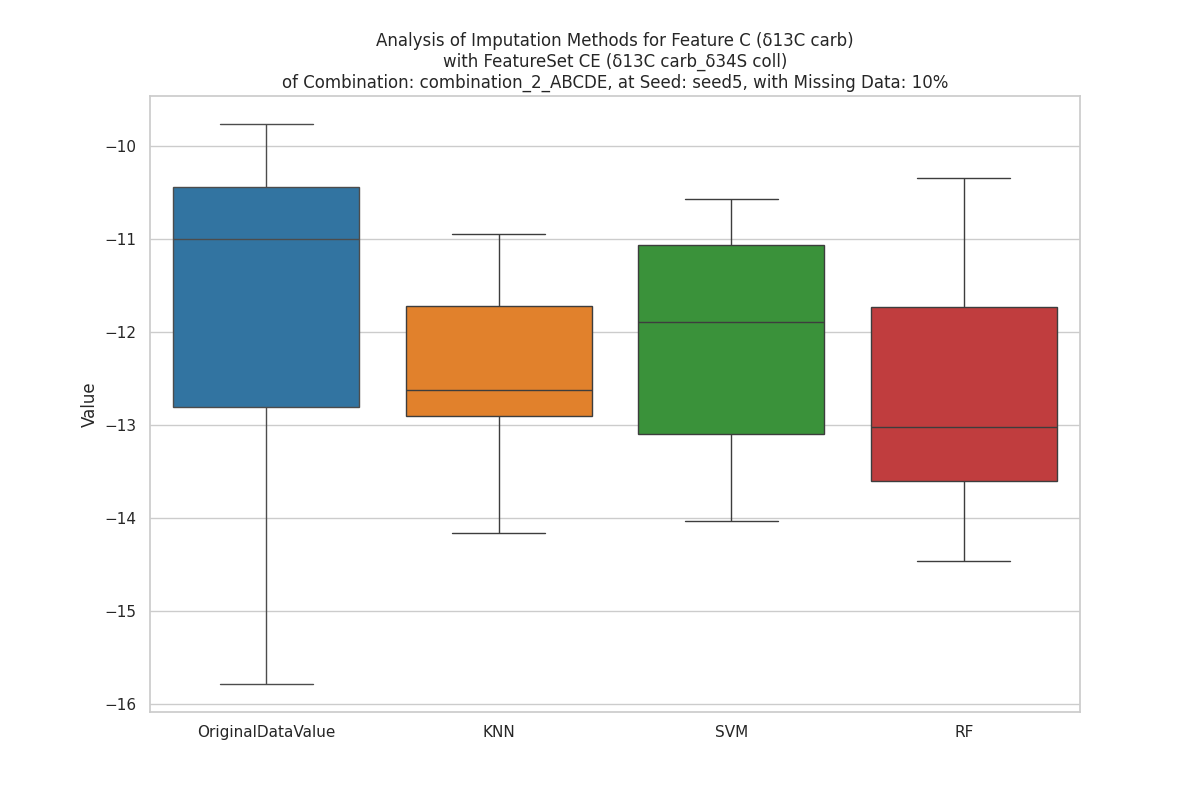 Analysis of Imputation Methods for Feature C (δ13C carb)
with FeatureSet CE (δ13C carb_δ34S coll)
of Combination: combination_2_ABCDE, at Seed: seed5, with Missing Data: 10%
Value
−10
−11
−12
−13
−14
−15
−16
OriginalDataValue
KNN
SVM
RF